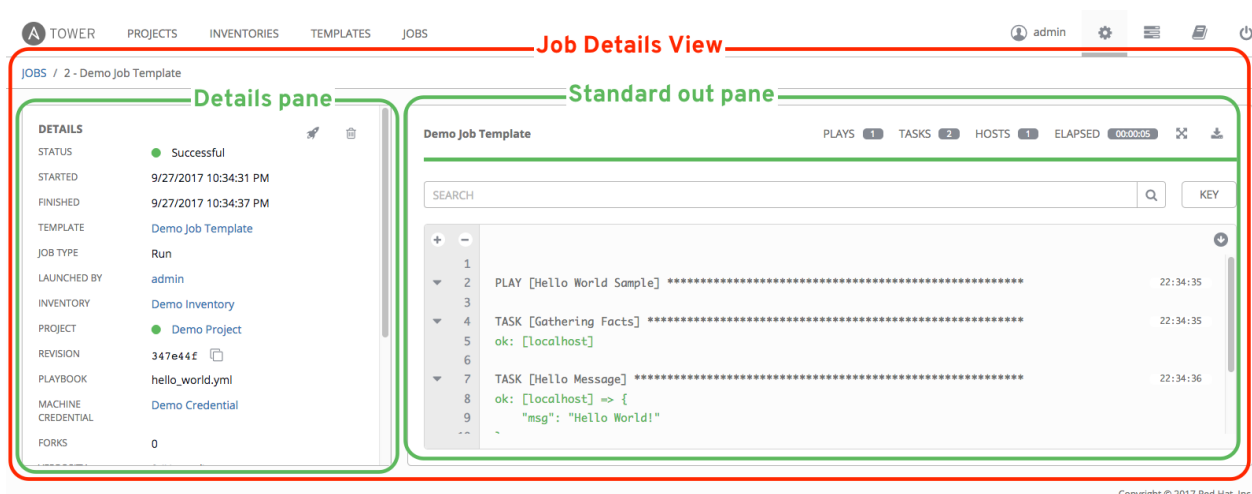 A TOWER PROJECTS INVENTORIES TEMPLATES JOBS admin
Job Details View
JOBS / 2 - Demo Job Template
Details pane
Standard out pane
DETAILS
STATUS Successful
STARTED 9/27/2017 10:34:31 PM
FINISHED 9/27/2017 10:34:37 PM
TEMPLATE Demo Job Template
JOB TYPE Run
LAUNCHED BY admin
INVENTORY Demo Inventory
PROJECT Demo Project
REVISION 347e44f
PLAYBOOK hello_world.yml
MACHINE CREDENTIAL Demo Credential
FORKS 0
Demo Job Template PLAYS 1 TASKS 2 HOSTS 1 ELAPSED 00:00:05
SEARCH KEY
1
2 PLAY [Hello World Sample] ****************************************************** 22:34:35
3
4 TASK [Gathering Facts] ********************************************************* 22:34:35
5 ok: [localhost]
6
7 TASK [Hello Message] *********************************************************** 22:34:36
8 ok: [localhost] => {
9 "msg": "Hello World!"
Copyright © 2017 Red Hat, Inc.